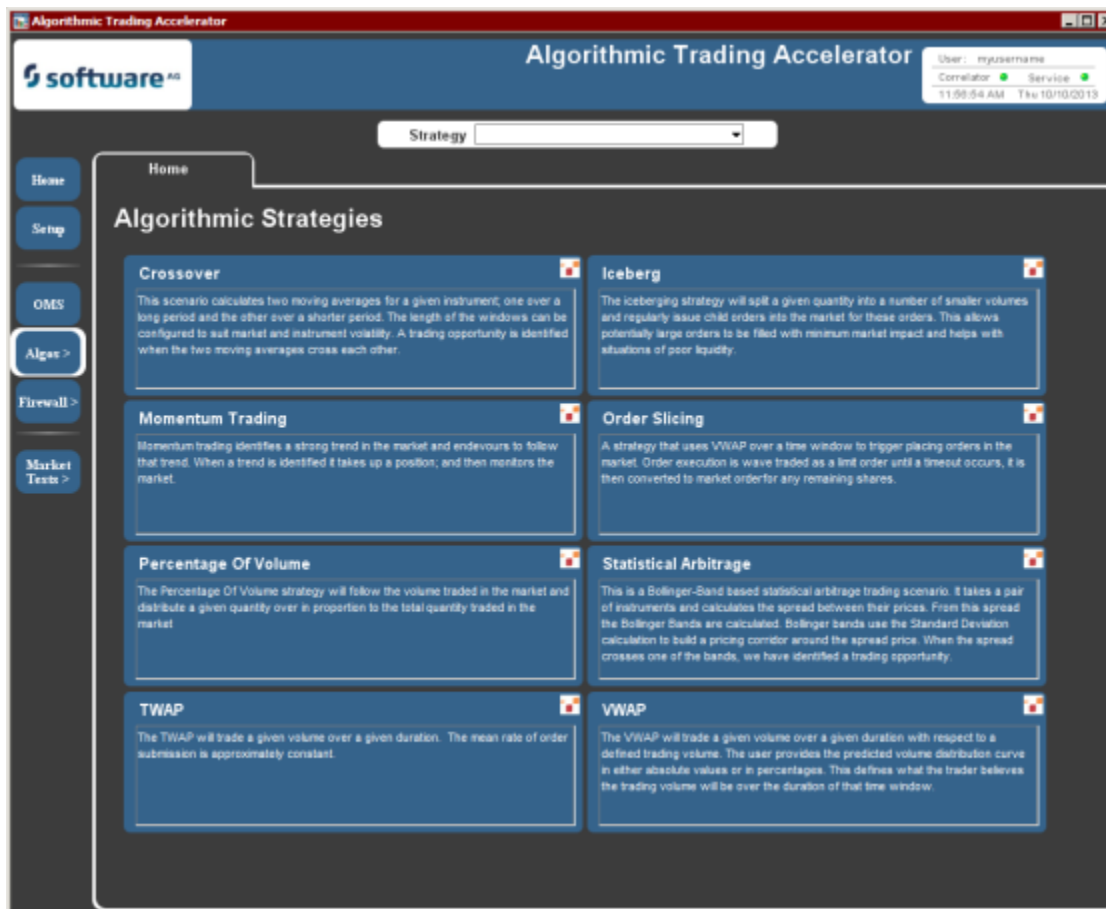 Algorithmic Trading Accelerator
software AG
Algorithmic Trading Accelerator
User: myusername
Correlator Service
11:56:54 AM Thu 10/10/2013
Strategy
Home
Setup
OMS
Algos >
Firewall >
Market
Tests >
Home
Algorithmic Strategies
Crossover
This scenario calculates two moving averages for a given instrument; one over a
long period and the other over a shorter period. The length of the windows can be
configured to suit market and instrument volatility. A trading opportunity is identified
when the two moving averages cross each other.
Iceberg
The iceberging strategy will split a given quantity into a number of smaller volumes
and regularly issue child orders into the market for these orders. This allows
potentially large orders to be filled with minimum market impact and helps with
situations of poor liquidity.
Momentum Trading
Momentum trading identifies a strong trend in the market and endevours to follow
that trend. When a trend is identified it takes up a position; and then monitors the
market.
Order Slicing
A strategy that uses VWAP over a time window to trigger placing orders in the
market. Order execution is wave traded as a limit order until a timeout occurs, it is
then converted to market order for any remaining shares.
Percentage Of Volume
The Percentage Of Volume strategy will follow the volume traded in the market and
distribute a given quantity over in proportion to the total quantity traded in the
market
Statistical Arbitrage
This is a Bollinger-Band based statistical arbitrage trading scenario. It takes a pair
of instruments and calculates the spread between their prices. From this spread
the Bollinger Bands are calculated. Bollinger bands use the Standard Deviation
calculation to build a pricing corridor around the spread price. When the spread
crosses one of the bands, we have identified a trading opportunity.
TWAP
The TWAP will trade a given volume over a given duration. The mean rate of order
submission is approximately constant.
VWAP
The VWAP will trade a given volume over a given duration with respect to a
defined trading volume. The user provides the predicted volume distribution curve
in either absolute values or in percentages. This defines what the trader believes
the trading volume will be over the duration of that time window.